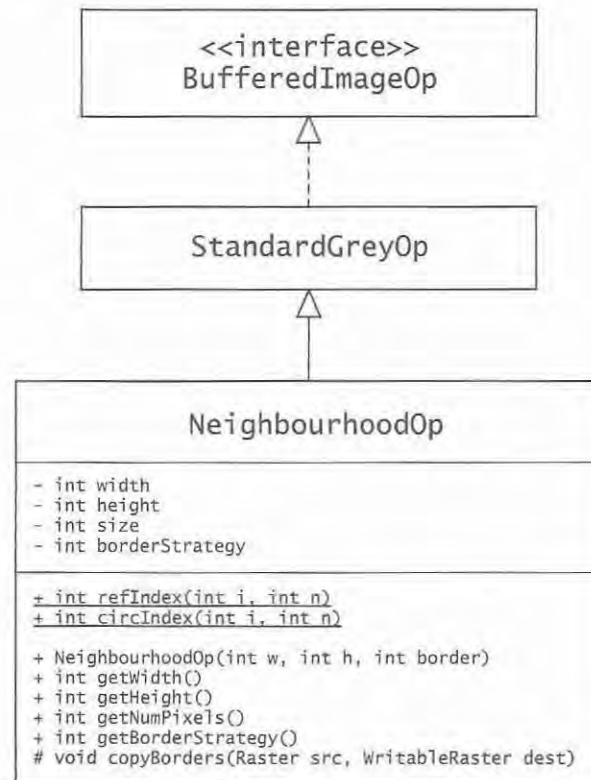 <<interface>>
BufferedImageOp
StandardGreyOp
NeighbourhoodOp
- int width
- int height
- int size
- int borderStrategy
+ int refIndex(int i, int n)
+ int circIndex(int i, int n)
+ NeighbourhoodOp(int w, int h, int border)
+ int getWidth()
+ int getHeight()
+ int getNumPixels()
+ int getBorderStrategy()
# void copyBorders(Raster src, WritableRaster dest)